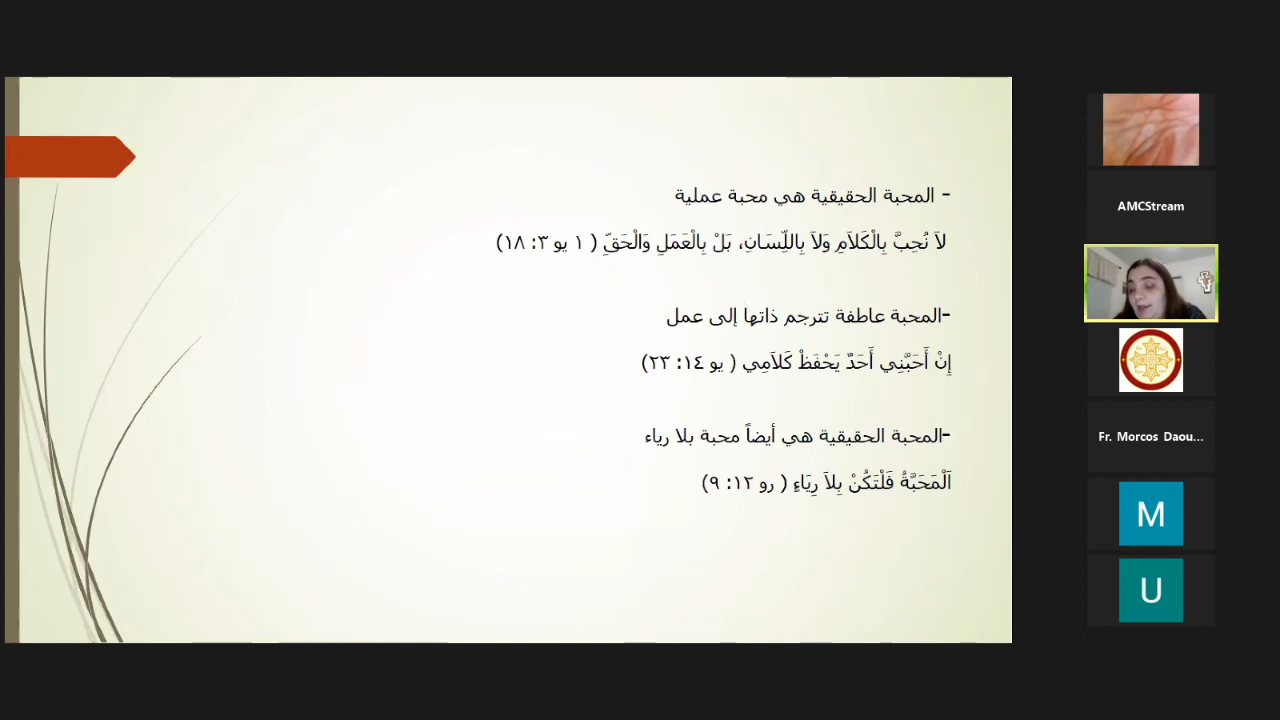 - المحبة الحقيقية هي محبة عملية
لاَ نُحِبَّ بِالْكَلاَمِ وَلاَ بِاللِّسَانِ، بَلْ بِالْعَمَلِ وَالْحَقِّ ( ١ يو ٣: ١٨)
-المحبة عاطفة تترجم ذاتها إلى عمل
إِنْ أَحَبَّنِي أَحَدٌ يَحْفَظْ كَلاَمِي ( يو ١٤: ٢٣)
-المحبة الحقيقية هي أيضاً محبة بلا رياء
اَلْمَحَبَّةُ فَلْتَكُنْ بِلاَ رِيَاءٍ ( رو ١٢: ٩)
AMCStream
Fr. Morcos Daou...
M
U